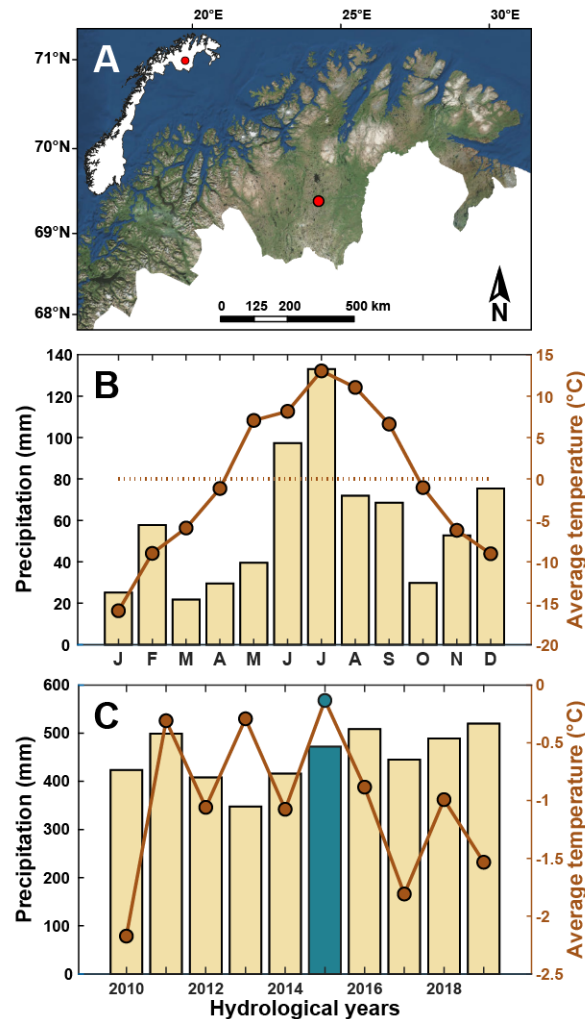 20°E 25°E 30°E
A
71°N
70°N
69°N
68°N
0 125 200 500 km
N
B
Precipitation (mm)
140
120
100
80
60
40
20
0
15
10
5
0
-5
-10
-15
-20
Average temperature (°C)
J F M A M J J A S O N D
C
Precipitation (mm)
600
500
400
300
200
100
0
0
-0.5
-1
-1.5
-2
-2.5
Average temperature (°C)
2010 2012 2014 2016 2018
Hydrological years